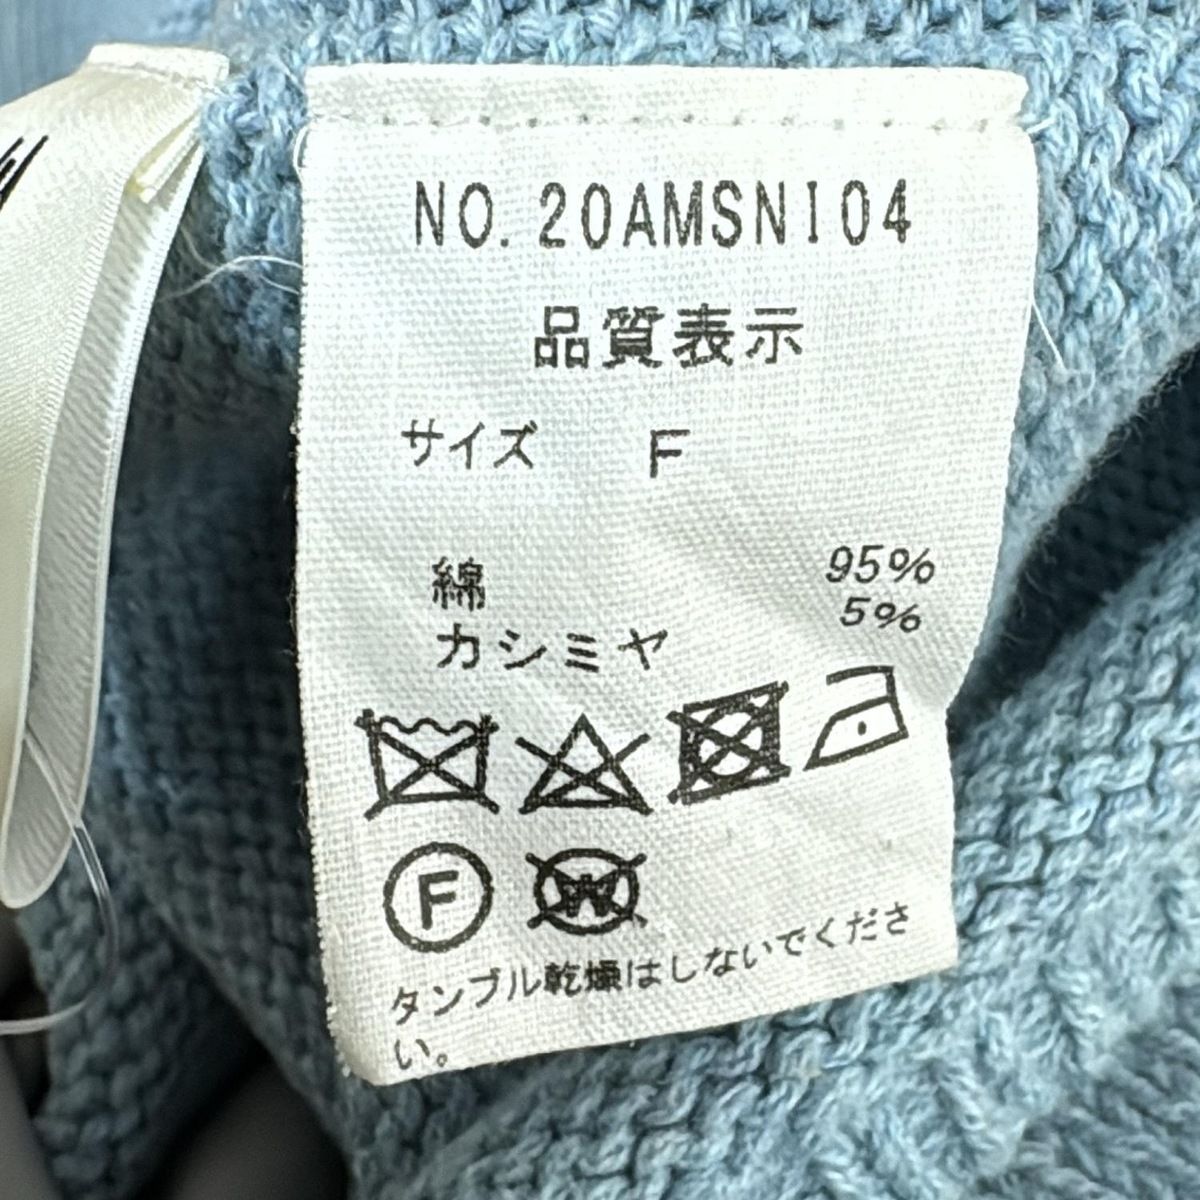 NO. 20AMSNI04
品質表示
サイズ F
綿 95%
カシミヤ 5%
F
W
タンブル乾燥はしないでくださ
い。